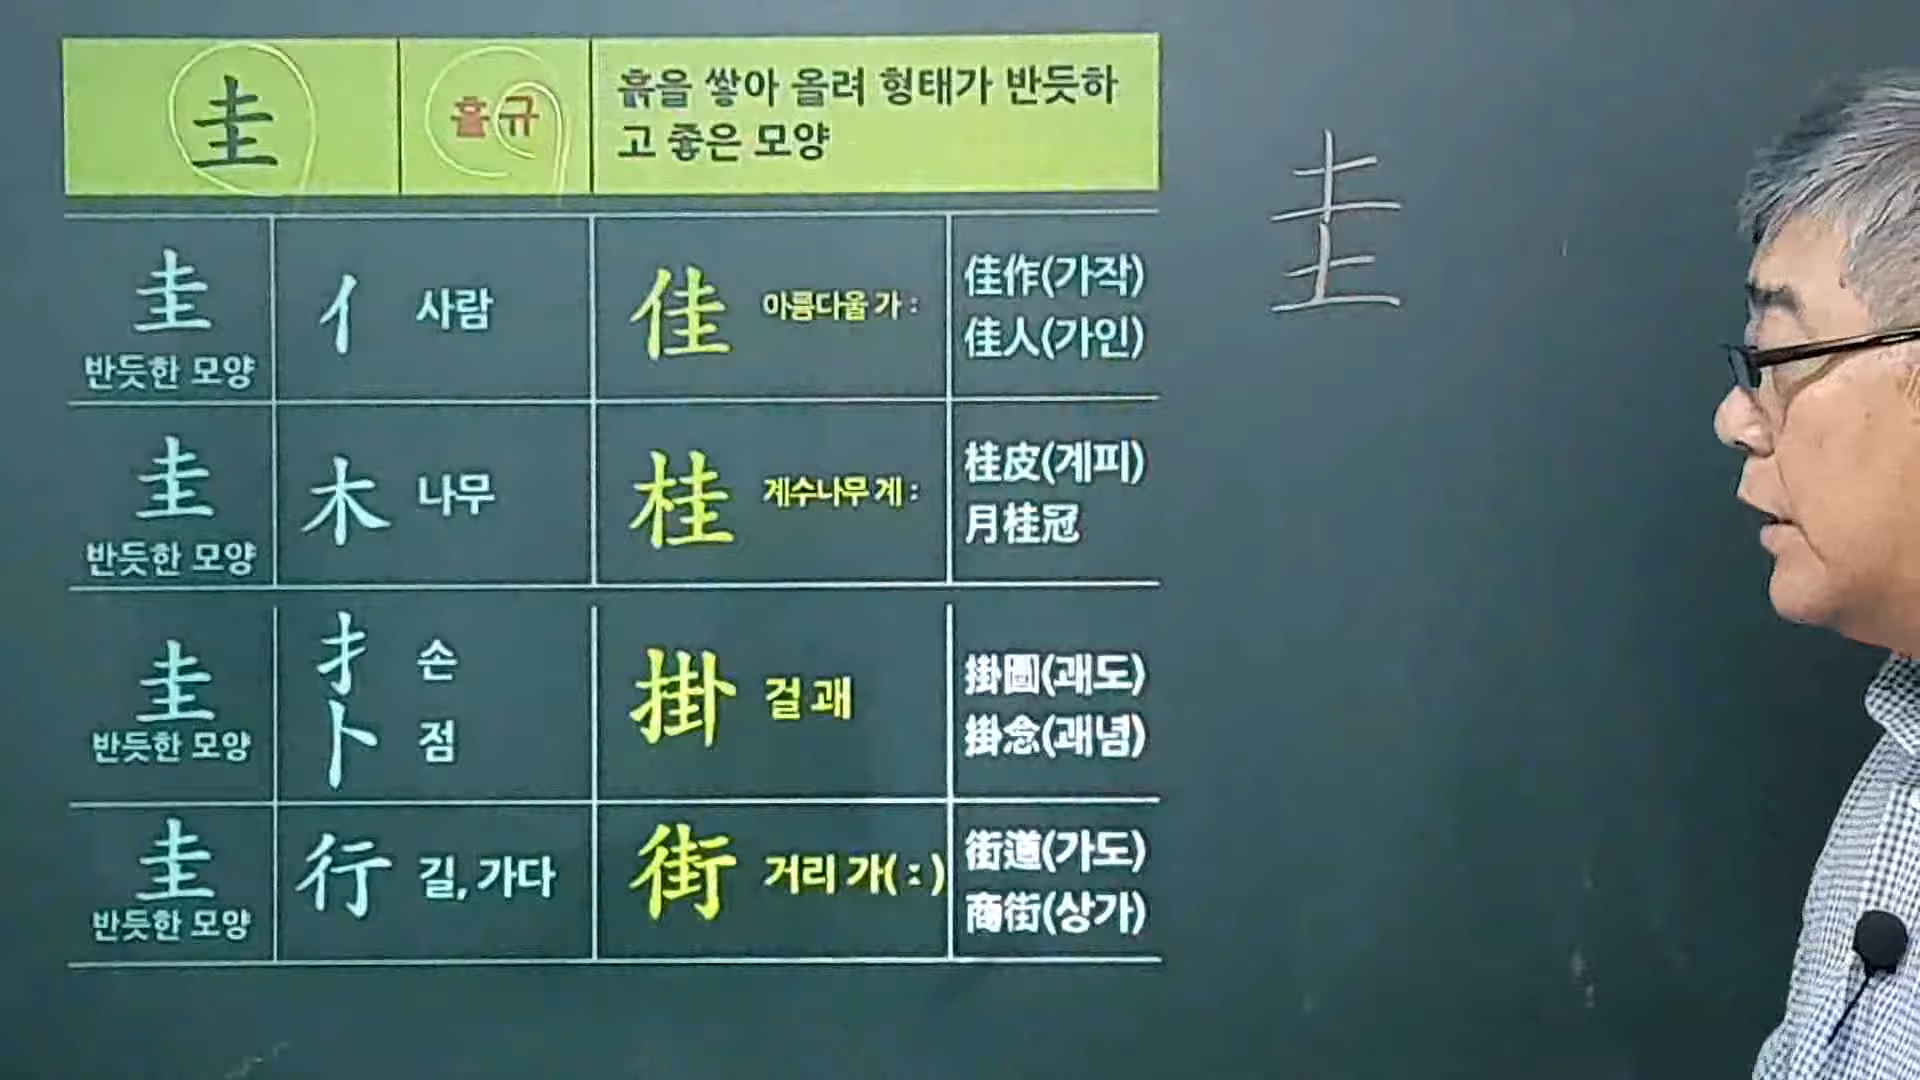 圭
홀 규
흙을 쌓아 올려 형태가 반듯하
고 좋은 모양
圭
圭
반듯한 모양
亻 사람
佳 아름다울 가 :
佳作(가작)
佳人(가인)
圭
반듯한 모양
木 나무
桂 계수나무 계 :
桂皮(계피)
月桂冠
圭
반듯한 모양
扌 손
卜 점
掛 걸 괘
掛圖(괘도)
掛念(괘념)
圭
반듯한 모양
行 길, 가다
街 거리 가( : )
街道(가도)
商街(상가)